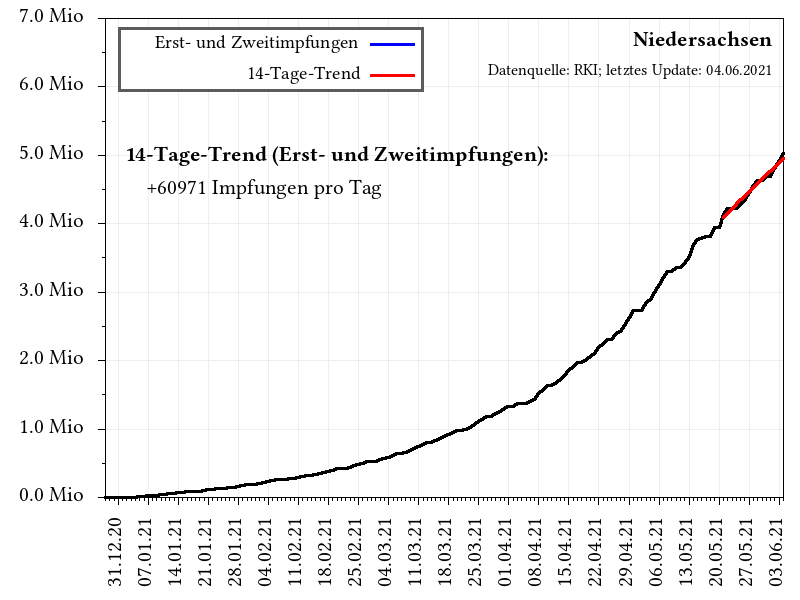 7.0 Mio
6.0 Mio
5.0 Mio
4.0 Mio
3.0 Mio
2.0 Mio
1.0 Mio
0.0 Mio
Erst- und Zweitimpfungen
14-Tage-Trend
Niedersachsen
Datenquelle: RKI; letztes Update: 04.06.2021
14-Tage-Trend (Erst- und Zweitimpfungen):
+60971 Impfungen pro Tag
31.12.20
07.01.21
14.01.21
21.01.21
28.01.21
04.02.21
11.02.21
18.02.21
25.02.21
04.03.21
11.03.21
18.03.21
25.03.21
01.04.21
08.04.21
15.04.21
22.04.21
29.04.21
06.05.21
13.05.21
20.05.21
27.05.21
03.06.21